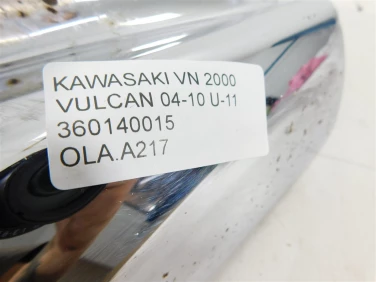 KAWASAKI VN 2000
VULCAN 04-10 U-11
360140015
OLA.A217